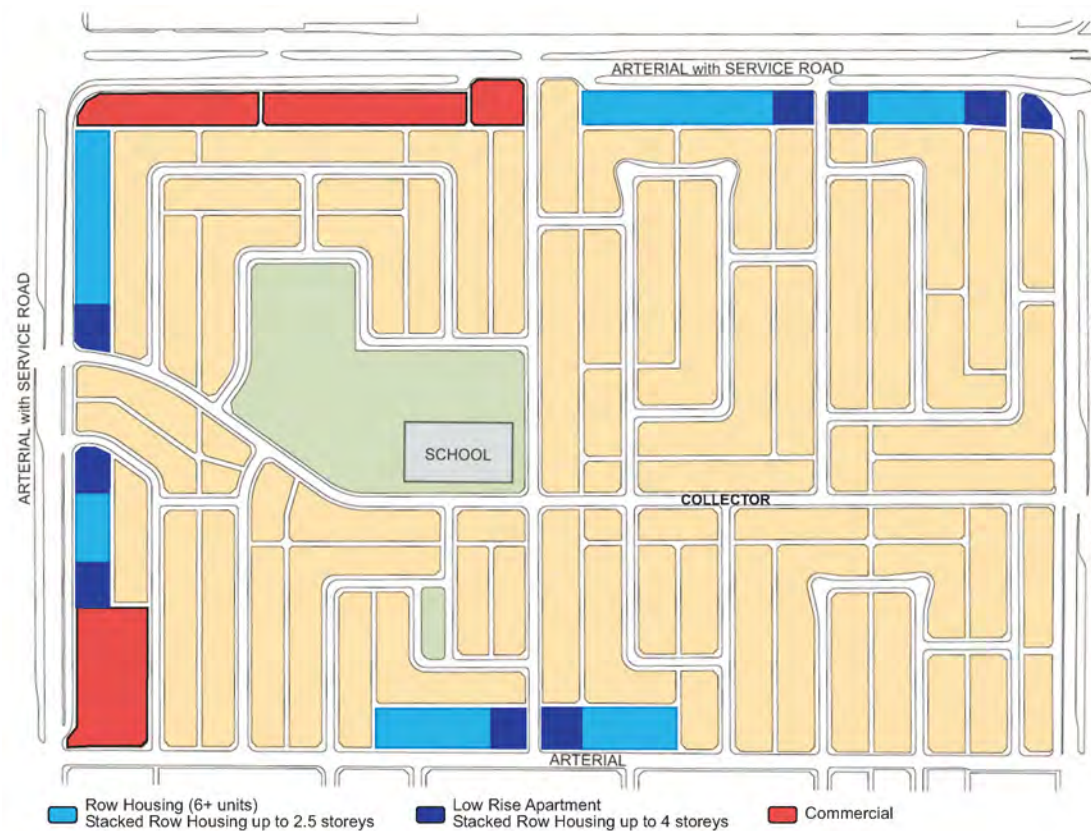 ARTERIAL with SERVICE ROAD
ARTERIAL with SERVICE ROAD
SCHOOL
COLLECTOR
ARTERIAL
Row Housing (6+ units)
Stacked Row Housing up to 2.5 storeys
Low Rise Apartment
Stacked Row Housing up to 4 storeys
Commercial